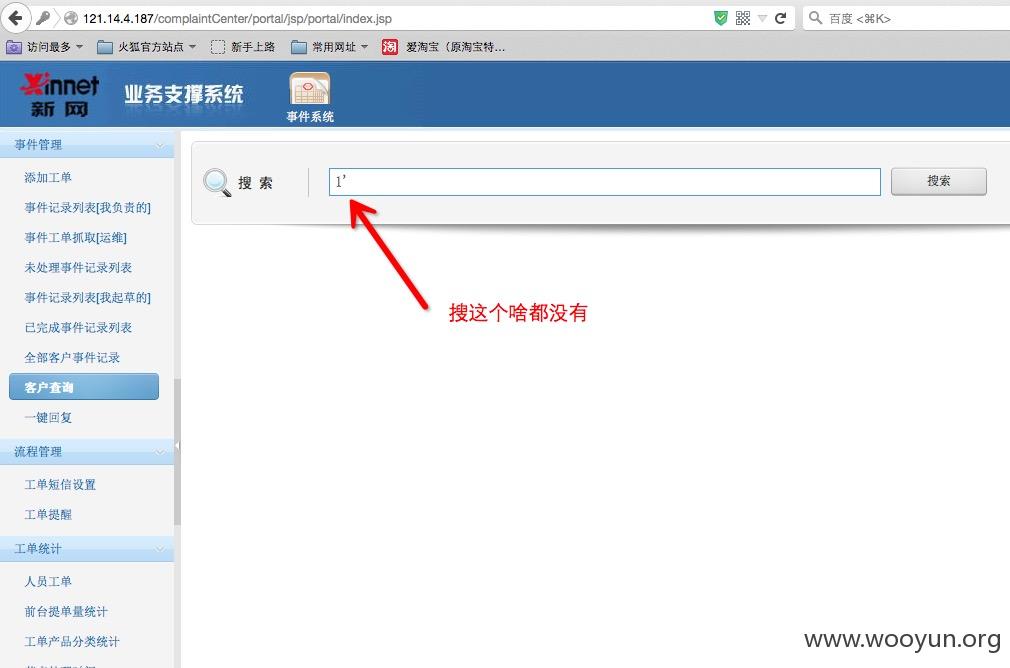 121.14.4.187/complaintCenter/portal/jsp/portal/index.jsp
百度 <⌘K>
访问最多
火狐官方站点
新手上路
常用网址
淘
爱淘宝（原淘宝特...
Xinnet
新网
业务支撑系统
事件系统
事件管理
添加工单
事件记录列表[我负责的]
事件工单抓取[运维]
未处理事件记录列表
事件记录列表[我起草的]
已完成事件记录列表
全部客户事件记录
客户查询
一键回复
流程管理
工单短信设置
工单提醒
工单统计
人员工单
前台提单量统计
工单产品分类统计
搜 索
1'
搜索
搜这个啥都没有
www.wooyun.org